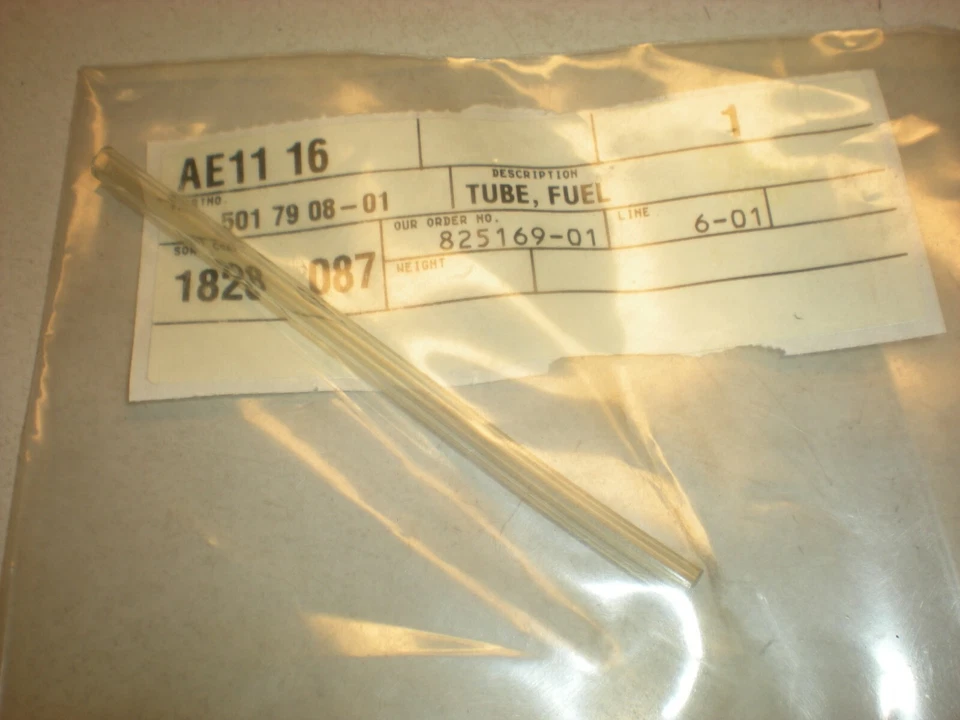 AE11 16
1
DESCRIPTION
TUBE, FUEL
501 79 08-01
OUR ORDER NO.
825169-01
LINE
6-01
1828 087
WEIGHT